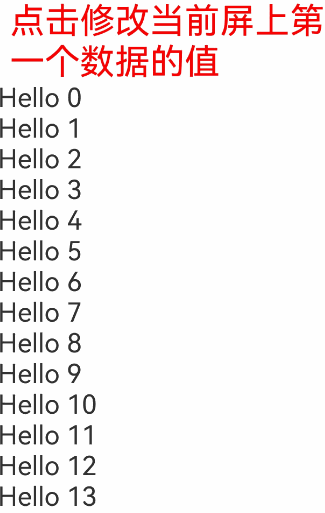 点击修改当前屏上第
一个数据的值
Hello 0
Hello 1
Hello 2
Hello 3
Hello 4
Hello 5
Hello 6
Hello 7
Hello 8
Hello 9
Hello 10
Hello 11
Hello 12
Hello 13